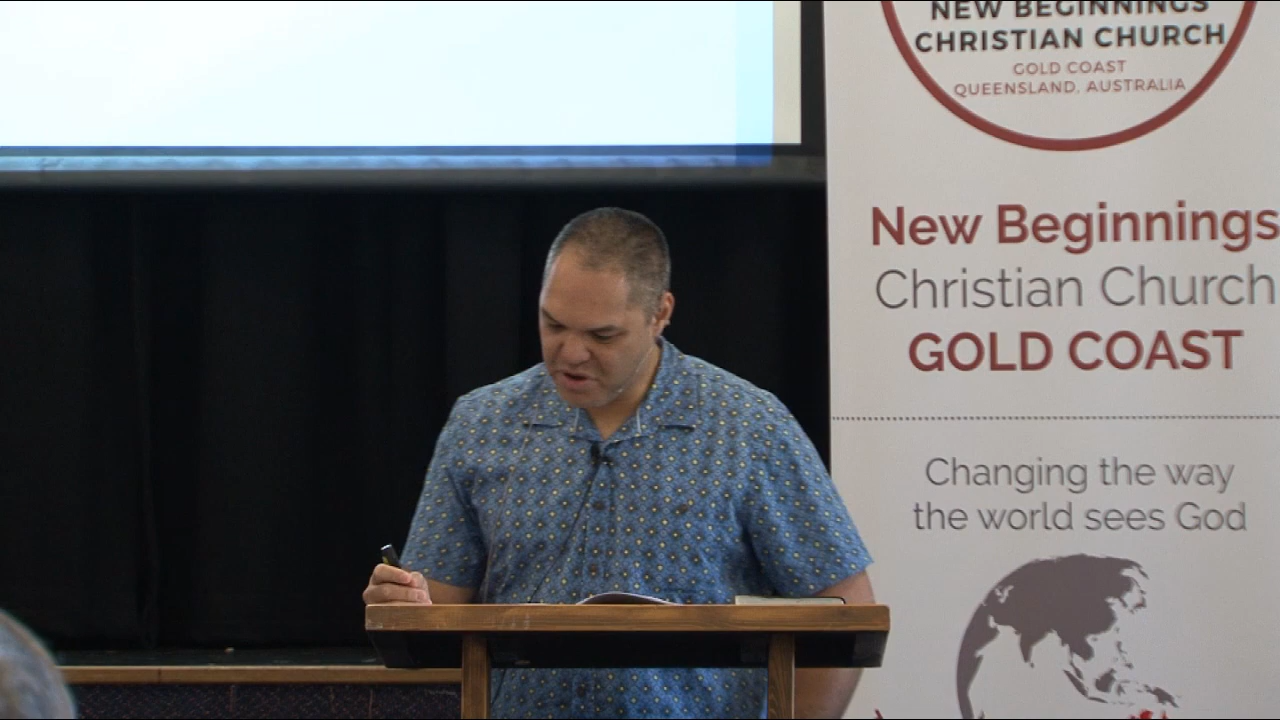 NEW BEGINNINGS
CHRISTIAN CHURCH
GOLD COAST
QUEENSLAND, AUSTRALIA
New Beginnings
Christian Church
GOLD COAST
Changing the way
the world sees God